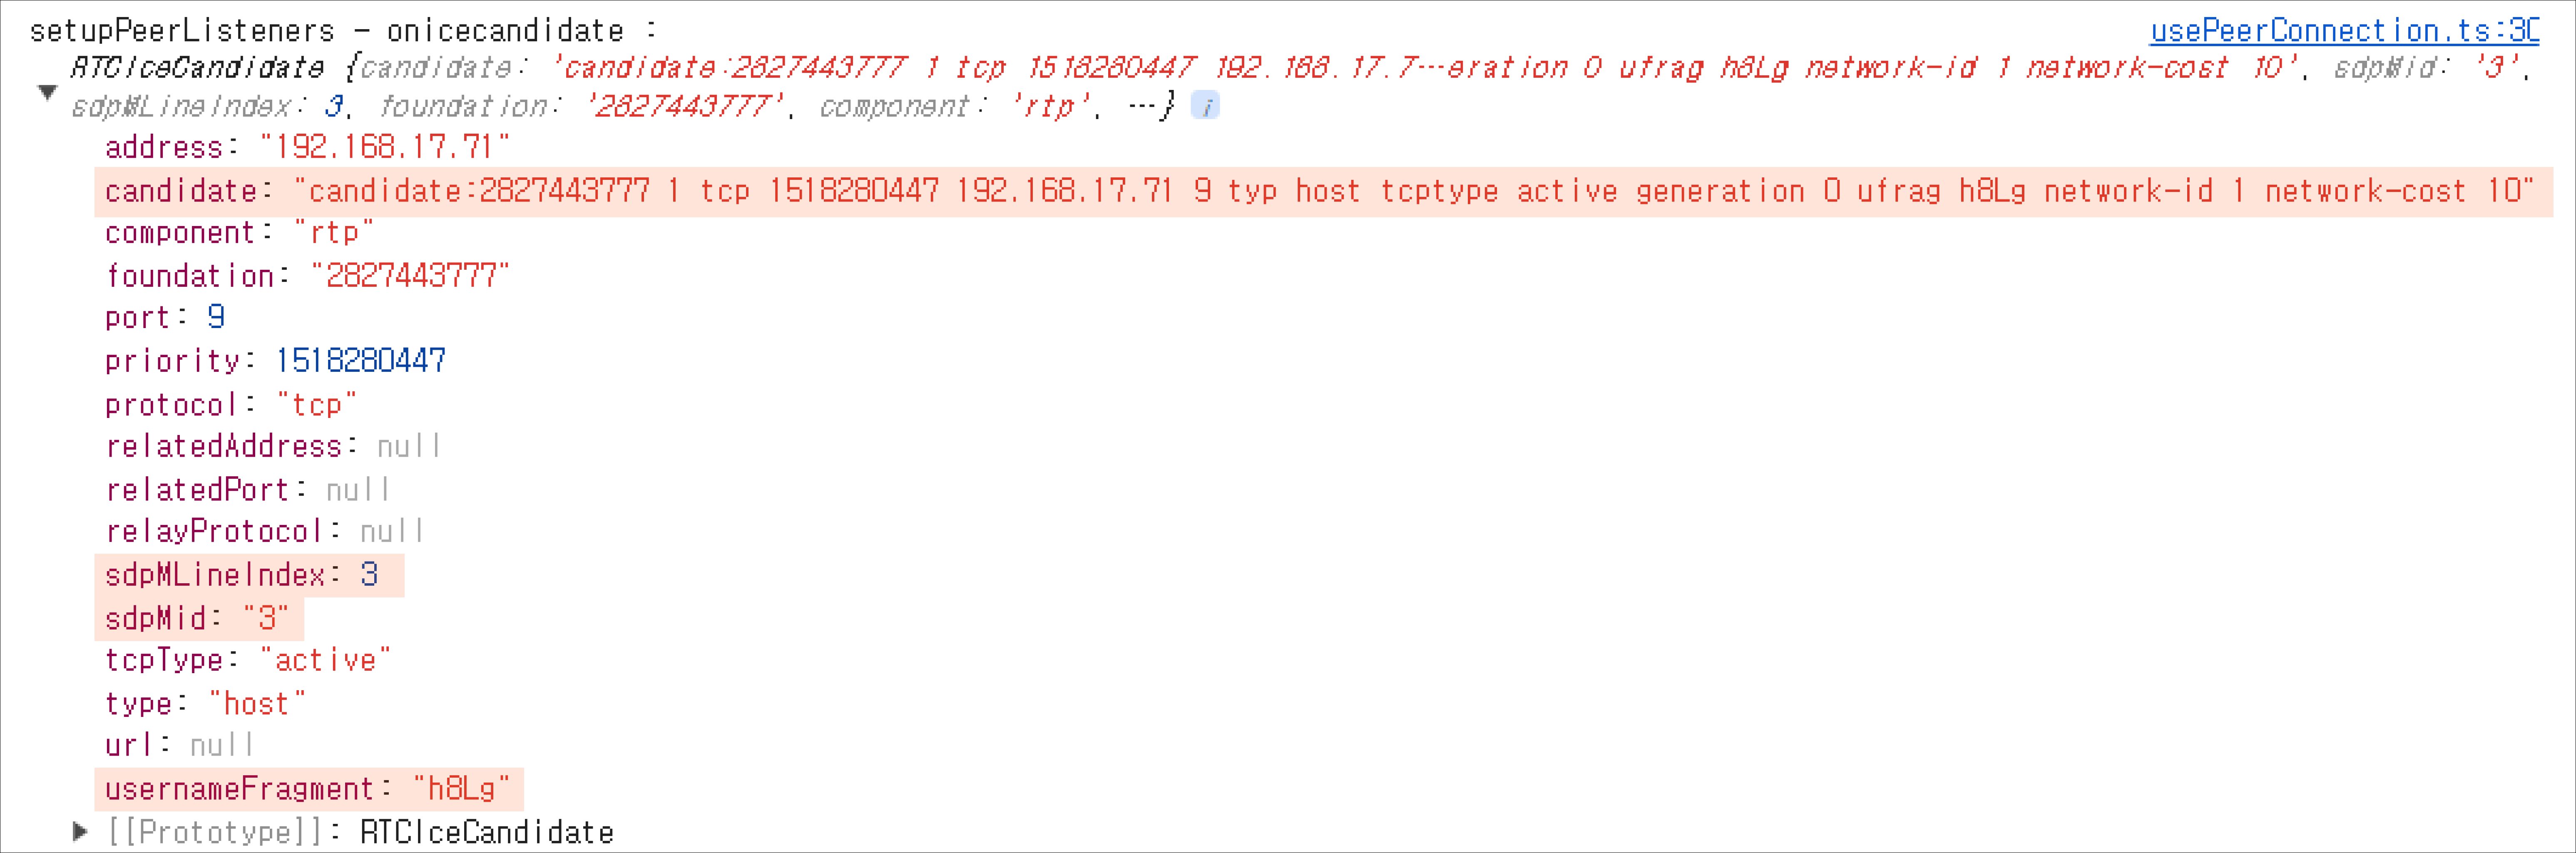 setupPeerListeners - onicecandidate : usePeerConnection.ts:30
RTCIceCandidate {candidate: 'candidate:2827443777 1 tcp 1518280447 192.168.17.7…eration 0 ufrag h8Lg network-id 1 network-cost 10', sdpMid: '3',
sdpMLineIndex: 3, foundation: '2827443777', component: 'rtp', …} i
address: "192.168.17.71"
candidate: "candidate:2827443777 1 tcp 1518280447 192.168.17.71 9 typ host tcptype active generation 0 ufrag h8Lg network-id 1 network-cost 10"
component: "rtp"
foundation: "2827443777"
port: 9
priority: 1518280447
protocol: "tcp"
relatedAddress: null
relatedPort: null
relayProtocol: null
sdpMLineIndex: 3
sdpMid: "3"
tcpType: "active"
type: "host"
url: null
usernameFragment: "h8Lg"
[[Prototype]]: RTCIceCandidate